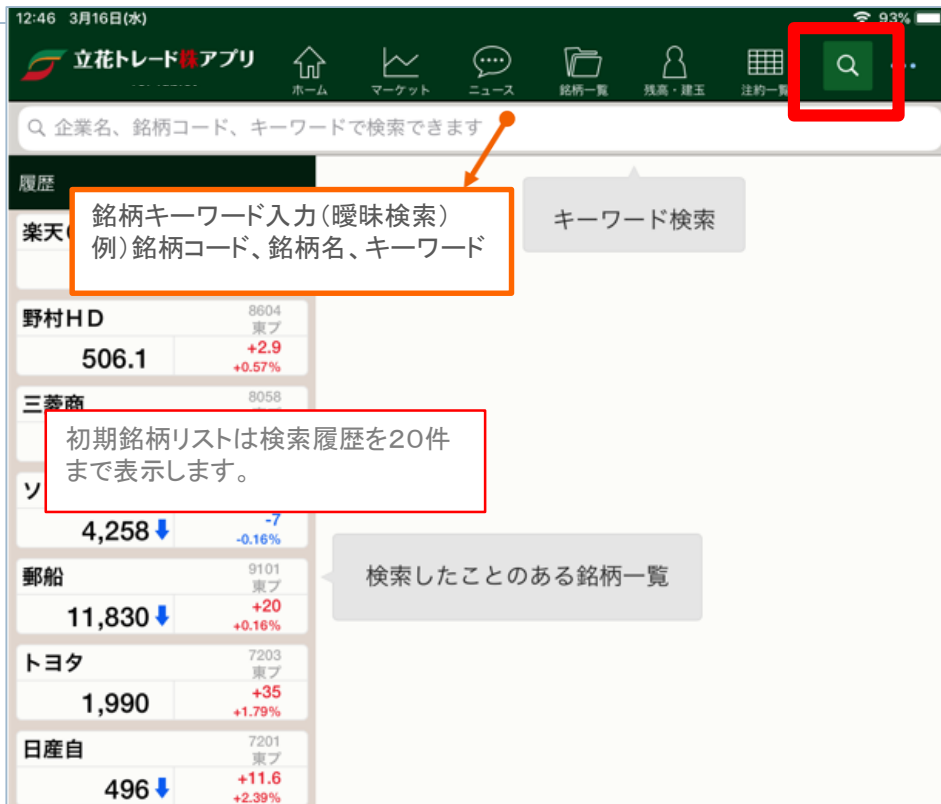 12:46 3月16日(水)
93%
立花トレード株アプリ
ホーム
マーケット
ニュース
銘柄一覧
残高・建玉
注約一覧
企業名、銘柄コード、キーワードで検索できます
履歴
銘柄キーワード入力(曖昧検索)
例)銘柄コード、銘柄名、キーワード
キーワード検索
楽天
野村HD
8604
東プ
506.1
+2.9
+0.57%
三菱商
8058
初期銘柄リストは検索履歴を20件
まで表示します。
ソ
4,258
-7
-0.16%
郵船
9101
東プ
11,830
+20
+0.16%
検索したことのある銘柄一覧
トヨタ
7203
東プ
1,990
+35
+1.79%
日産自
7201
東プ
496
+11.6
+2.39%